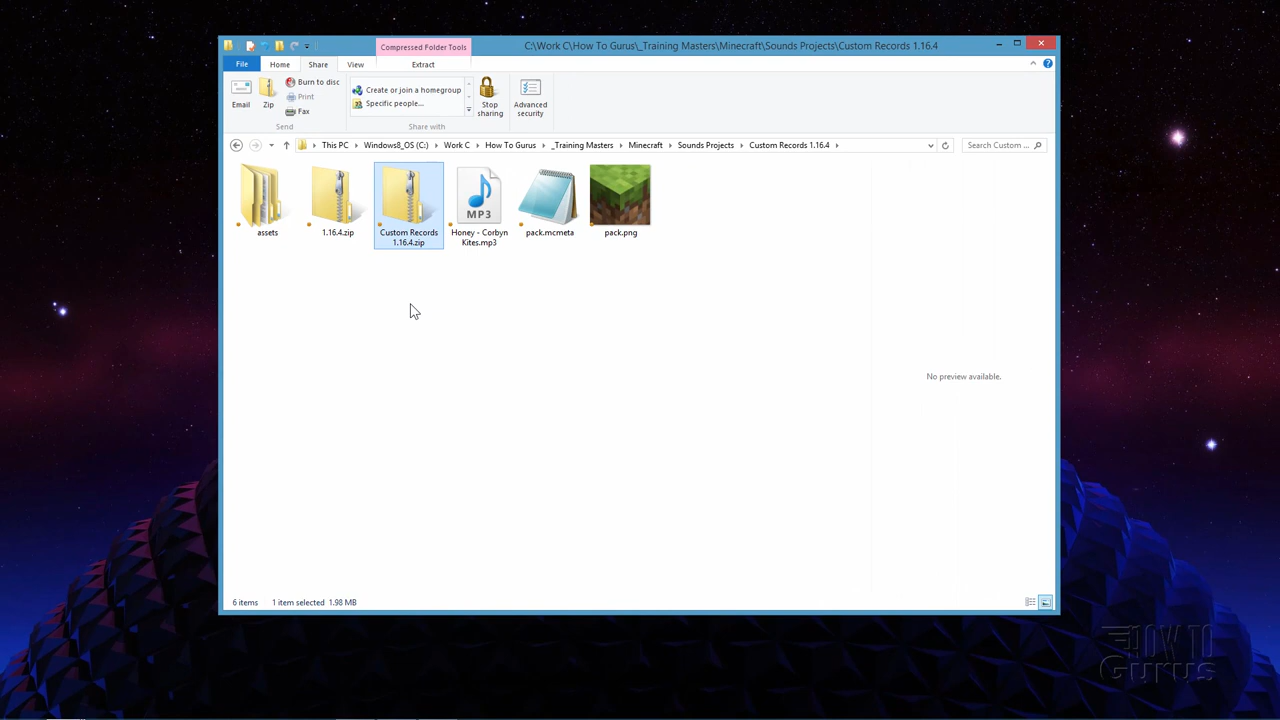 Compressed Folder Tools
C:\Work C\How To Gurus\_Training Masters\Minecraft\Sounds Projects\Custom Records 1.16.4
File
Home
Share
View
Extract
Email
Zip
Burn to disc
Print
Fax
Send
Create or join a homegroup
Specific people...
Share with
Stop
sharing
Advanced
security
This PC
Windows8_OS (C:)
Work C
How To Gurus
_Training Masters
Minecraft
Sounds Projects
Custom Records 1.16.4
Search Custom ...
assets
1.16.4.zip
Custom Records
1.16.4.zip
MP3
Honey - Corbyn
Kites.mp3
pack.mcmeta
pack.png
No preview available.
6 items
1 item selected 1.98 MB
HOW TO
GURUS